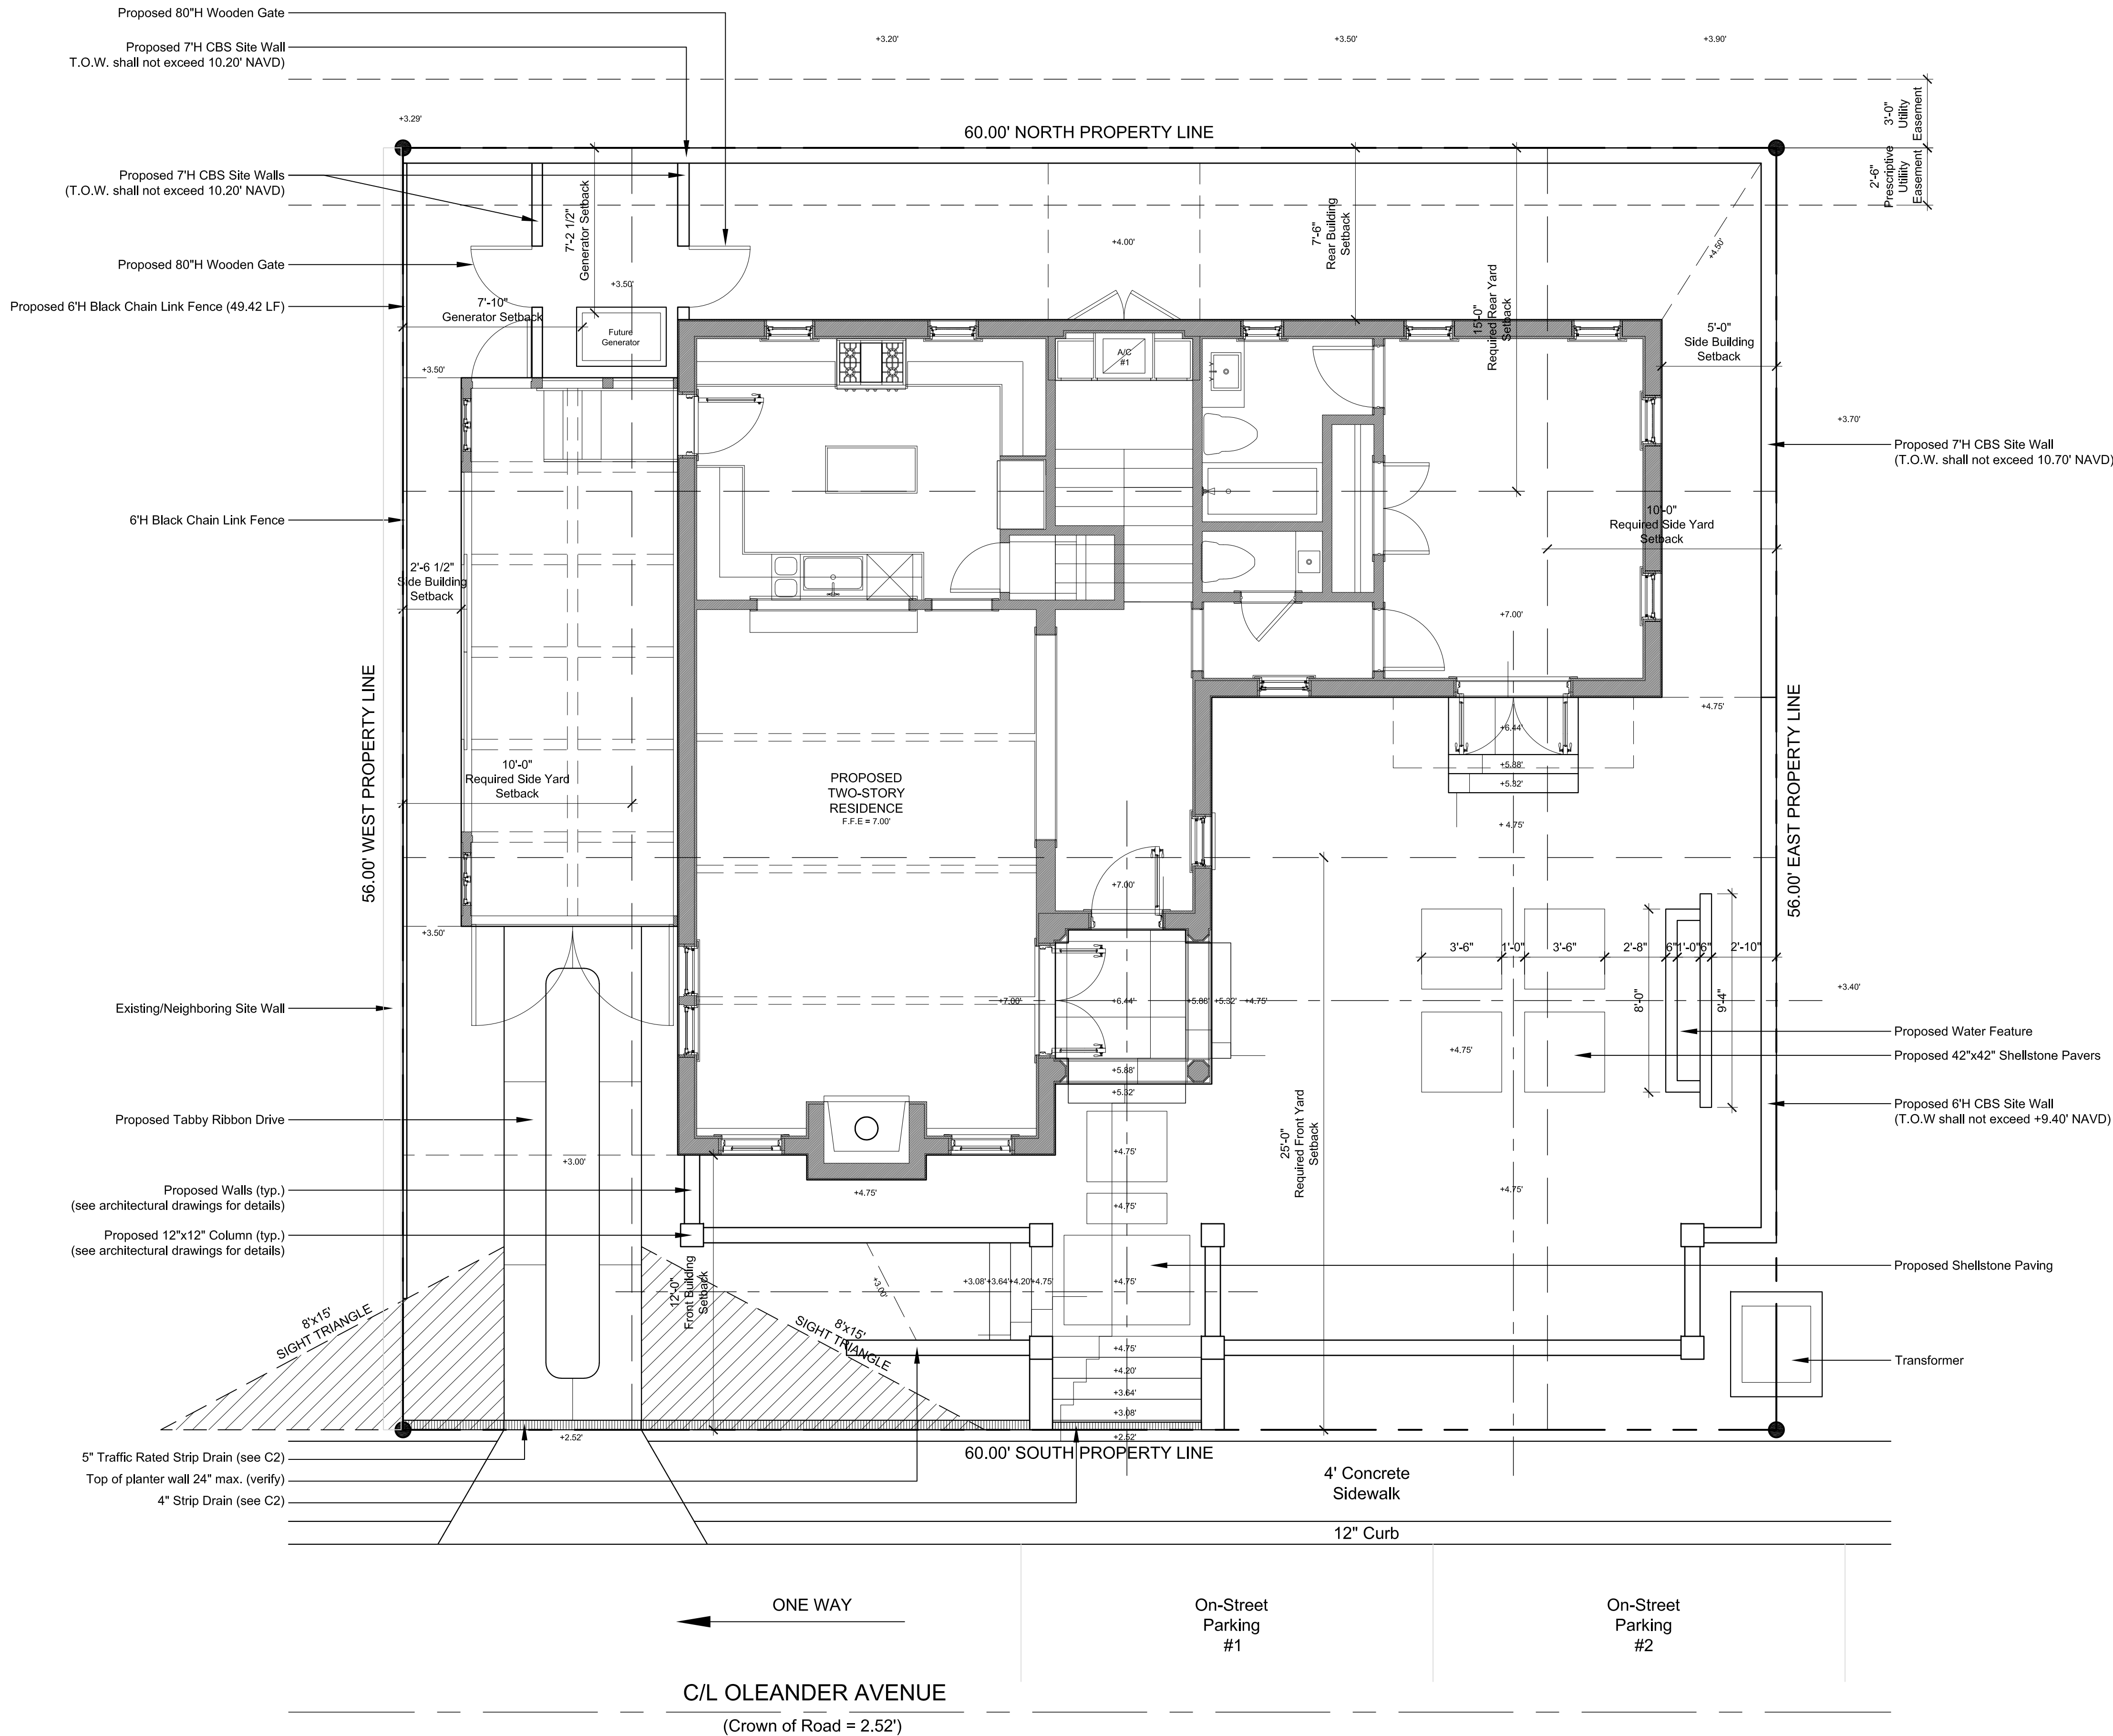 Proposed 80"H Wooden Gate
Proposed 7'H CBS Site Wall
T.O.W. shall not exceed 10.20' NAVD)
+3.20'
+3.50'
+3.90'
3'-0"
Utility
Easement
+3.29'
60.00' NORTH PROPERTY LINE
2'-6"
Prescriptive
Utility
Easement
Proposed 7'H CBS Site Walls
(T.O.W. shall not exceed 10.20' NAVD)
7'-2 1/2"
Generator Setback
7'-6"
Rear Building
Setback
+4.00'
+4.50'
Proposed 80"H Wooden Gate
+3.50'
Proposed 6'H Black Chain Link Fence (49.42 LF)
7'-10"
Generator Setback
Future
Generator
15'-0"
Required Rear Yard
Setback
5'-0"
Side Building
Setback
A/C
#1
+3.50'
+3.70'
Proposed 7'H CBS Site Wall
(T.O.W. shall not exceed 10.70' NAVD)
6'H Black Chain Link Fence
10'-0"
Required Side Yard
Setback
2'-6 1/2"
Side Building
Setback
+7.00'
56.00' WEST PROPERTY LINE
56.00' EAST PROPERTY LINE
+4.75'
+6.44'
+5.88'
+5.32'
+4.75'
10'-0"
Required Side Yard
Setback
PROPOSED
TWO-STORY
RESIDENCE
F.F.E = 7.00'
+7.00'
+3.50'
3'-6"
1'-0"
3'-6"
2'-8"
6"
1'-0"
6"
2'-10"
8'-0"
9'-4"
+3.40'
Existing/Neighboring Site Wall
+7.00'
+6.44'
+5.88'
+5.32'
+4.75'
Proposed Water Feature
+4.75'
Proposed 42"x42" Shellstone Pavers
+5.88'
+5.32'
Proposed 6'H CBS Site Wall
(T.O.W shall not exceed +9.40' NAVD)
Proposed Tabby Ribbon Drive
25'-0"
Required Front Yard
Setback
+3.00'
+4.75'
Proposed Walls (typ.)
(see architectural drawings for details)
+4.75'
+4.75'
+4.75'
Proposed 12"x12" Column (typ.)
(see architectural drawings for details)
12'-0"
Front Building
Setback
+3.00'
+3.08'
+3.64'
+4.20'
+4.75'
+4.75'
Proposed Shellstone Paving
8'x15'
SIGHT TRIANGLE
8'x15'
SIGHT TRIANGLE
+4.75'
+4.20'
+3.64'
+3.08'
Transformer
+2.52'
+2.52'
60.00' SOUTH PROPERTY LINE
5" Traffic Rated Strip Drain (see C2)
Top of planter wall 24" max. (verify)
4" Strip Drain (see C2)
4' Concrete
Sidewalk
12" Curb
ONE WAY
On-Street
Parking
#1
On-Street
Parking
#2
C/L OLEANDER AVENUE
(Crown of Road = 2.52')